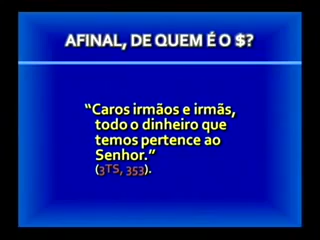 AFINAL, DE QUEM É O $?
“Caros irmãos e irmãs,
todo o dinheiro que
temos pertence ao
Senhor.”
(3TS, 353).